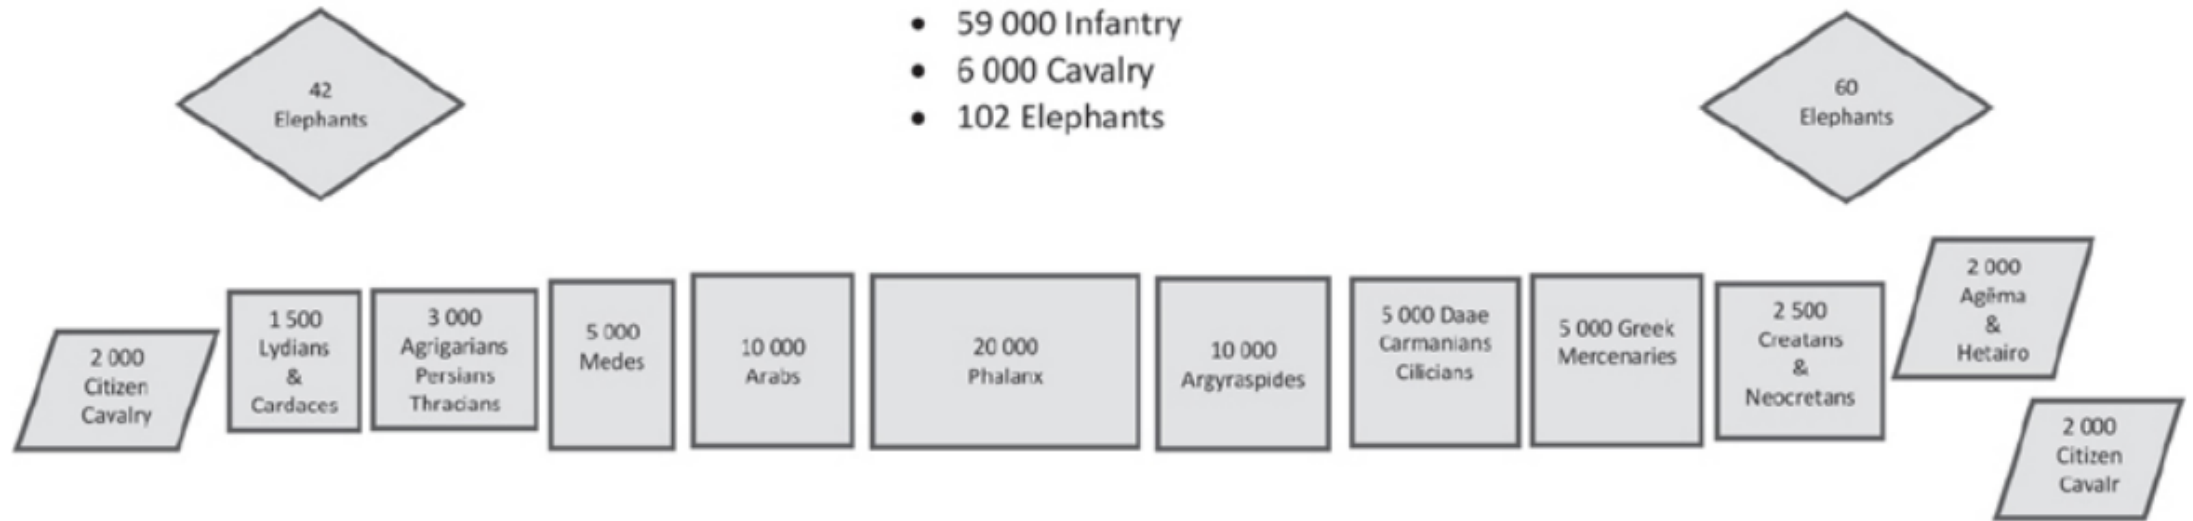 42
Elephants
• 59 000 Infantry
• 6 000 Cavalry
• 102 Elephants
60
Elephants
2 000
Citizen
Cavalry
1 500
Lydians
&
Cardaces
3 000
Agrigarians
Persians
Thracians
5 000
Medes
10 000
Arabs
20 000
Phalanx
10 000
Argyraspides
5 000 Daae
Carmanians
Cilicians
5 000 Greek
Mercenaries
2 500
Creatans
&
Neocretans
2 000
Agēma
&
Hetairo
2 000
Citizen
Cavalr